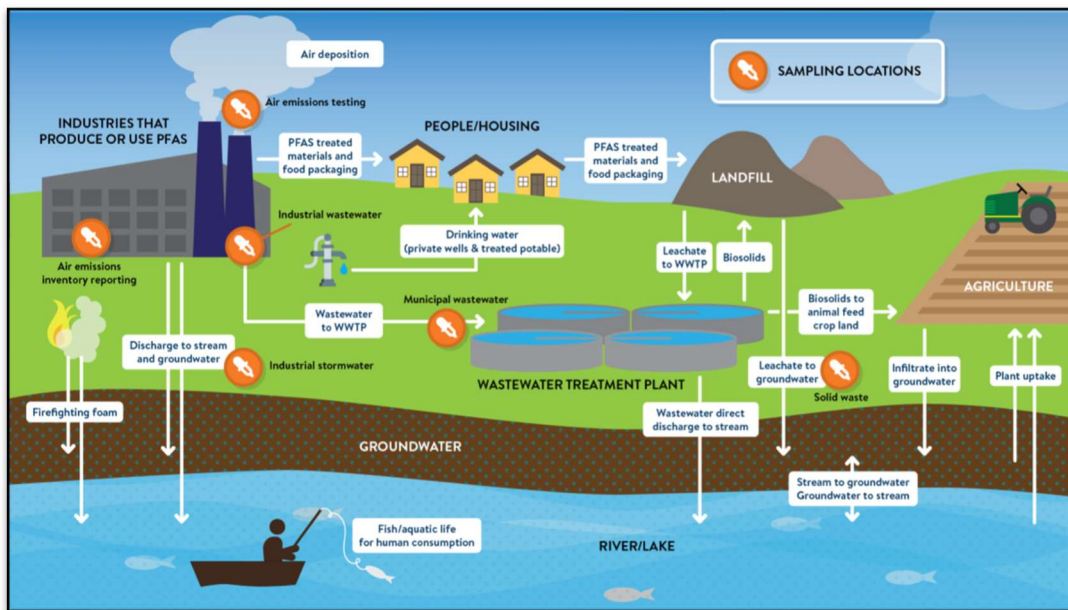 Air deposition
SAMPLING LOCATIONS
Air emissions testing
INDUSTRIES THAT
PRODUCE OR USE PFAS
PEOPLE/HOUSING
PFAS treated
materials and
food packaging
PFAS treated
materials and
food packaging
LANDFILL
Industrial wastewater
Drinking water
(private wells & treated potable)
Leachate
to WWTP
Biosolids
Air emissions
inventory reporting
AGRICULTURE
Municipal wastewater
Wastewater
to WWTP
Biosolids to
animal feed
crop land
Discharge to stream
and groundwater
Industrial stormwater
WASTEWATER TREATMENT PLANT
Leachate to
groundwater
Solid waste
Infiltrate into
groundwater
Plant uptake
Firefighting foam
Wastewater direct
discharge to stream
GROUNDWATER
Stream to groundwater
Groundwater to stream
Fish/aquatic life
for human consumption
RIVER/LAKE